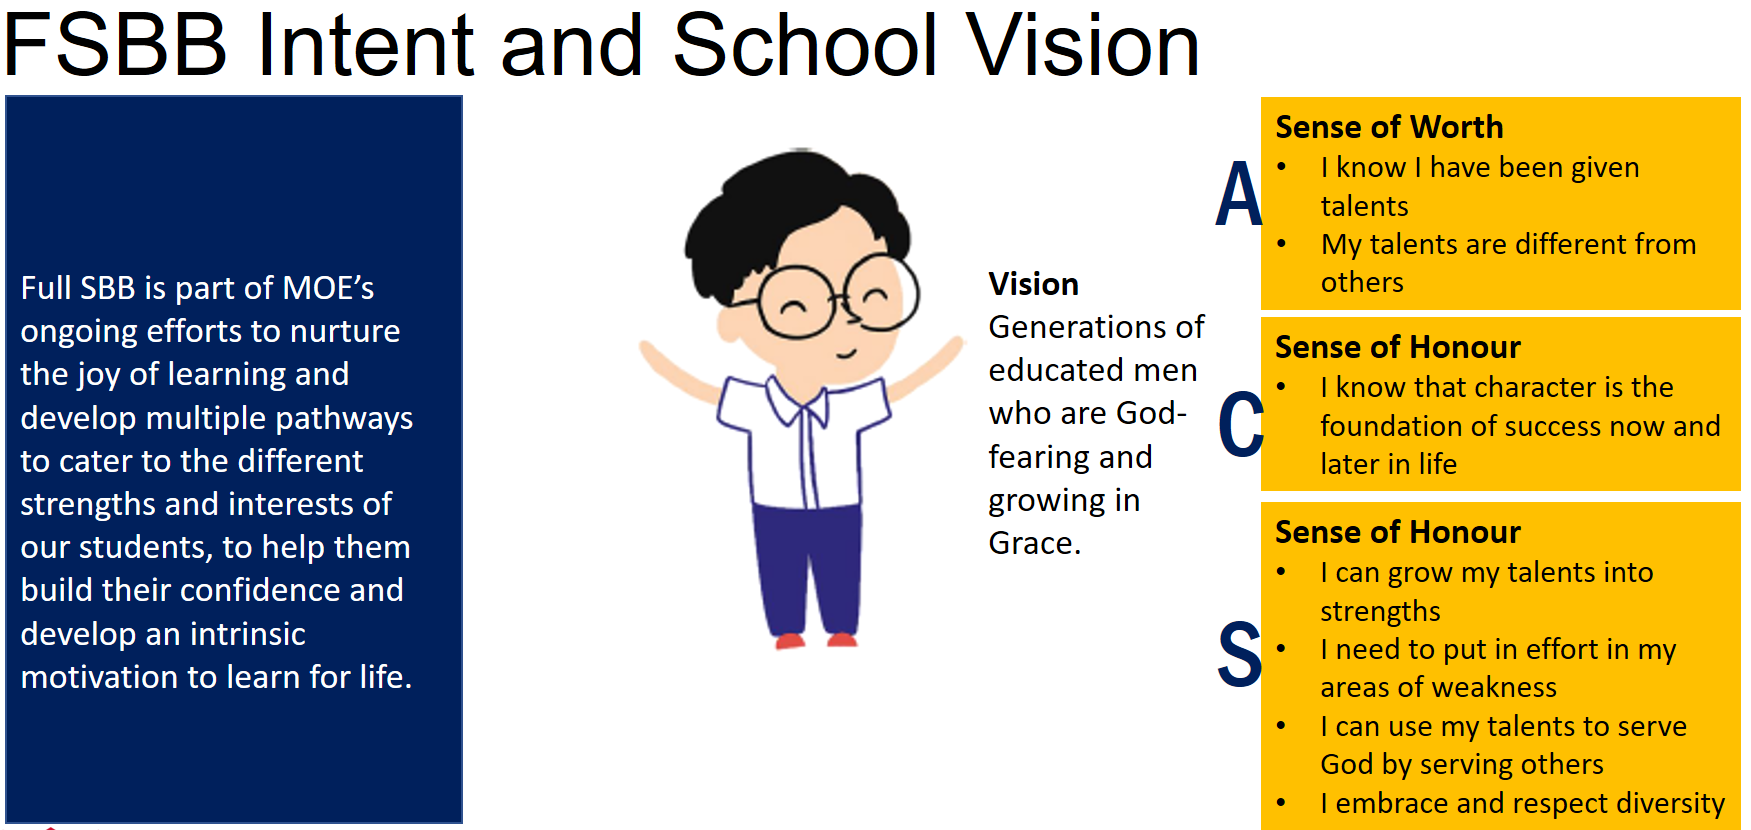 FSBB Intent and School Vision
Full SBB is part of MOE’s
ongoing efforts to nurture
the joy of learning and
develop multiple pathways
to cater to the different
strengths and interests of
our students, to help them
build their confidence and
develop an intrinsic
motivation to learn for life.
Vision
Generations of
educated men
who are God-
fearing and
growing in
Grace.
A
Sense of Worth
• I know I have been given
talents
• My talents are different from
others
C
Sense of Honour
• I know that character is the
foundation of success now and
later in life
S
Sense of Honour
• I can grow my talents into
strengths
• I need to put in effort in my
areas of weakness
• I can use my talents to serve
God by serving others
• I embrace and respect diversity